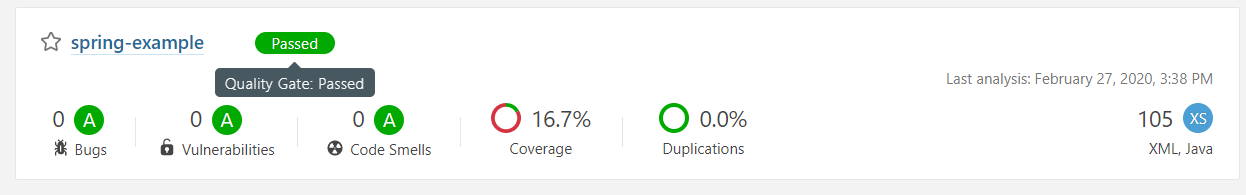 spring-example Passed
Quality Gate: Passed
Last analysis: February 27, 2020, 3:38 PM
0 A 0 A 0 A 16.7% 0.0% 105 XS
Bugs Vulnerabilities Code Smells Coverage Duplications XML, Java